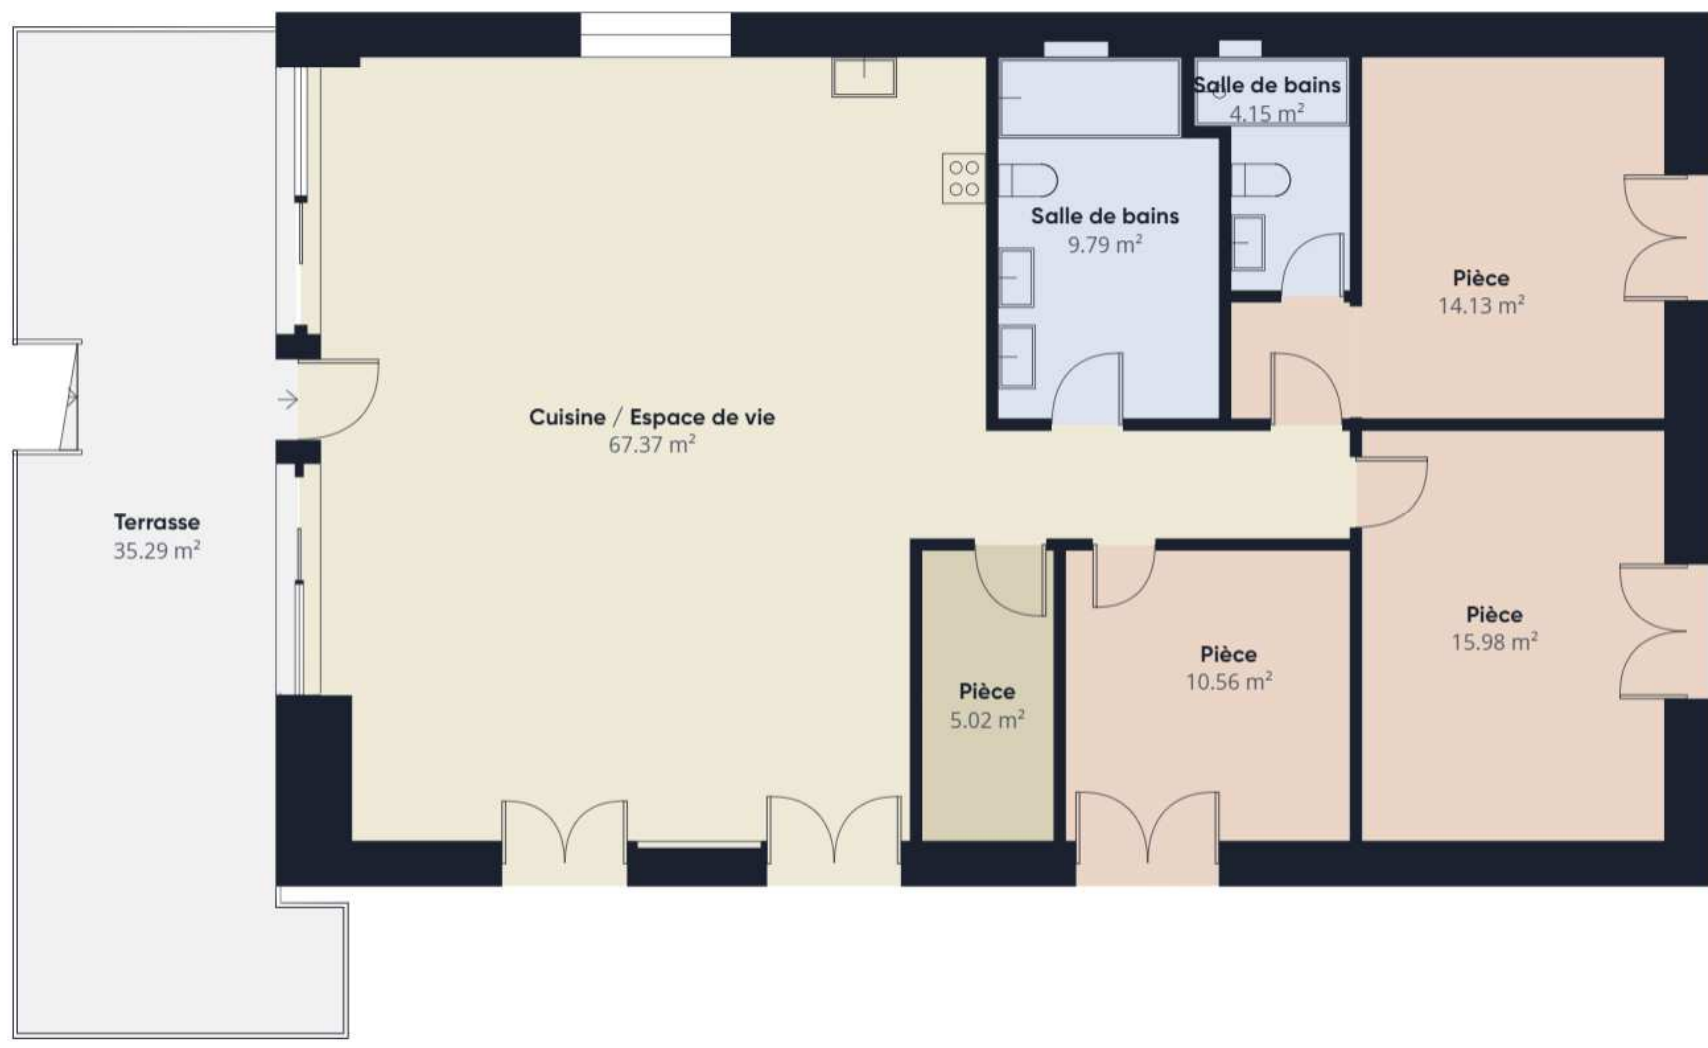 Salle de bains
4.15 m²
Salle de bains
9.79 m²
Pièce
14.13 m²
Cuisine / Espace de vie
67.37 m²
Terrasse
35.29 m²
Pièce
15.98 m²
Pièce
10.56 m²
Pièce
5.02 m²